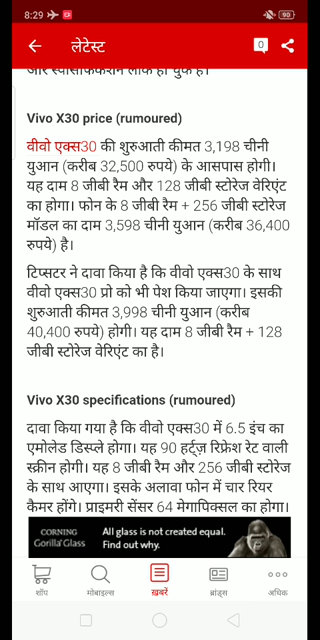 8:29
90
लेटेस्ट
0
और स्पेसिफिकेशन लीक हो चुके हैं।
Vivo X30 price (rumoured)
वीवो एक्स30 की शुरुआती कीमत 3,198 चीनी
युआन (करीब 32,500 रुपये) के आसपास होगी।
यह दाम 8 जीबी रैम और 128 जीबी स्टोरेज वेरिएंट
का होगा। फोन के 8 जीबी रैम + 256 जीबी स्टोरेज
मॉडल का दाम 3,598 चीनी युआन (करीब 36,400
रुपये) है।
टिप्सटर ने दावा किया है कि वीवो एक्स30 के साथ
वीवो एक्स30 प्रो को भी पेश किया जाएगा। इसकी
शुरुआती कीमत 3,998 चीनी युआन (करीब
40,400 रुपये) होगी। यह दाम 8 जीबी रैम + 128
जीबी स्टोरेज वेरिएंट का है।
Vivo X30 specifications (rumoured)
दावा किया गया है कि वीवो एक्स30 में 6.5 इंच का
एमोलेड डिस्प्ले होगा। यह 90 हर्ट्ज़ रिफ्रेश रेट वाली
स्क्रीन होगी। यह 8 जीबी रैम और 256 जीबी स्टोरेज
के साथ आएगा। इसके अलावा फोन में चार रियर
कैमर होंगे। प्राइमरी सेंसर 64 मेगापिक्सल का होगा।
CORNING
Gorilla Glass
All glass is not created equal.
Find out why.
शॉप
मोबाइल्स
ख़बरें
ब्रांड्स
अधिक